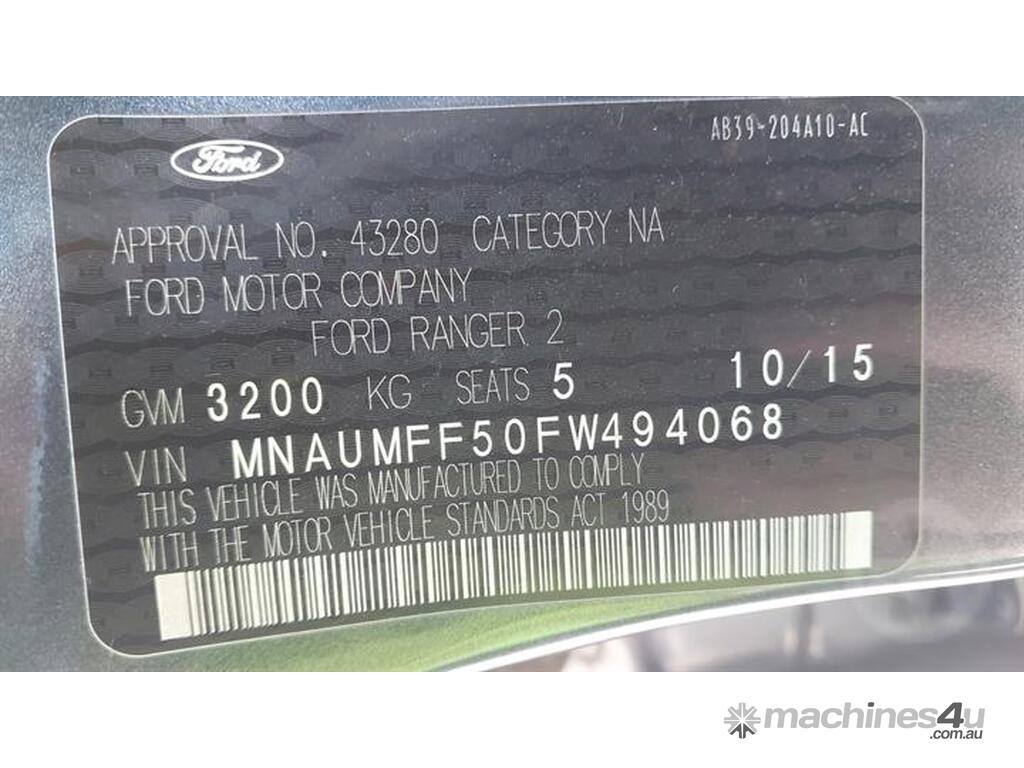 AB39-204A10-AC
Ford
APPROVAL NO. 43280 CATEGORY NA
FORD MOTOR COMPANY
FORD RANGER 2
GVM 3200 KG SEATS 5 10/15
VIN MNAUMFF50FW494068
THIS VEHICLE WAS MANUFACTURED TO COMPLY
WITH THE MOTOR VEHICLE STANDARDS ACT 1989
machines4u
.com.au